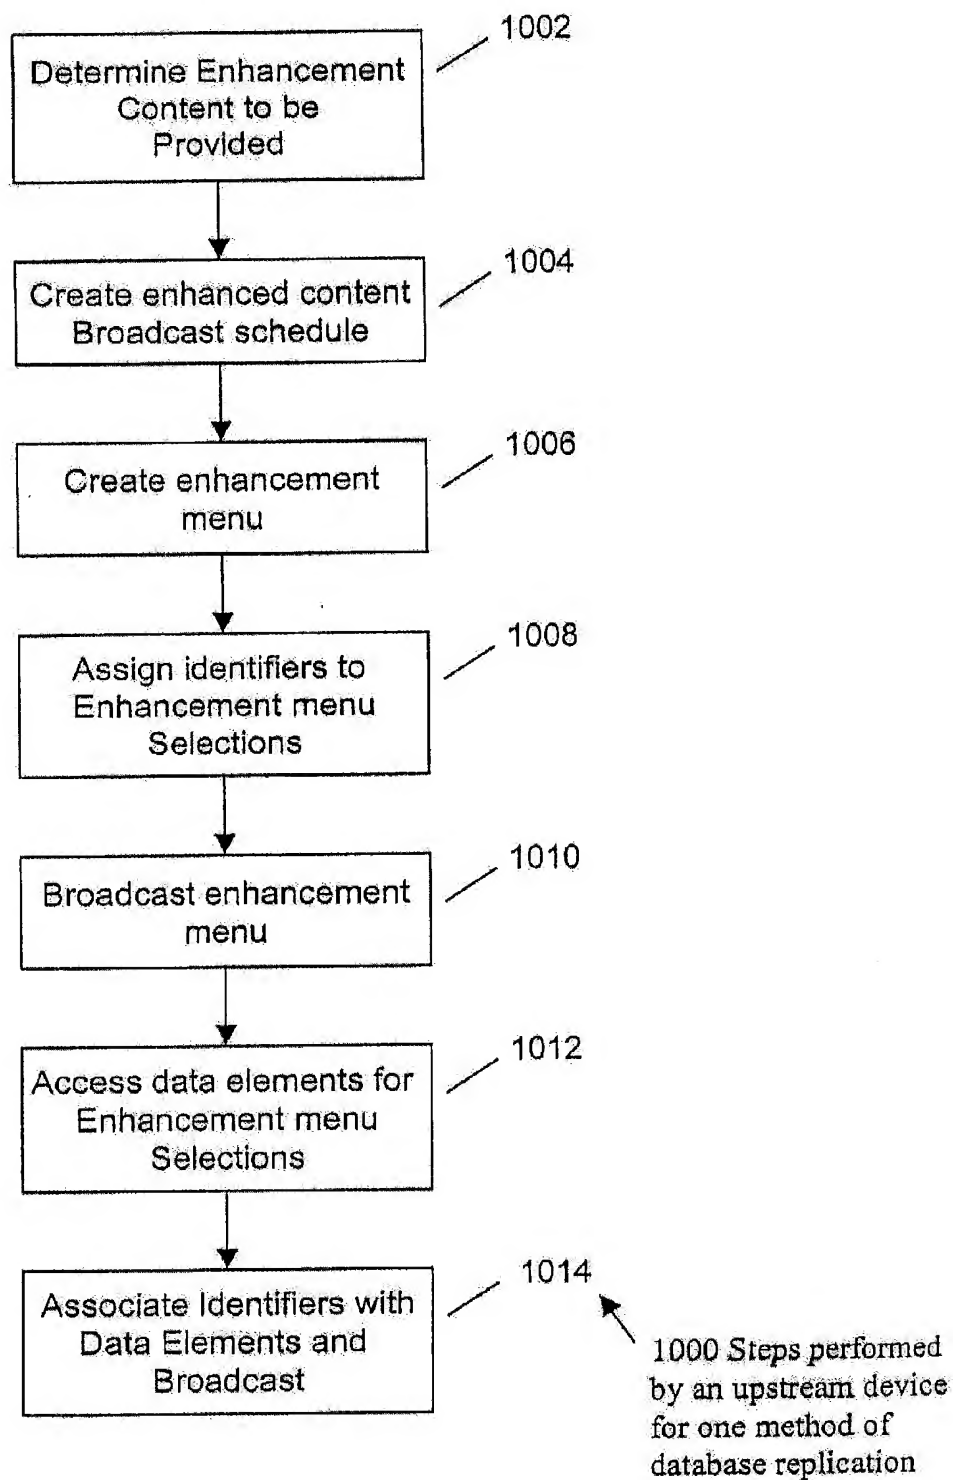 1002
Determine Enhancement
Content to be
Provided
1004
Create enhanced content
Broadcast schedule
1006
Create enhancement
menu
1008
Assign identifiers to
Enhancement menu
Selections
1010
Broadcast enhancement
menu
1012
Access data elements for
Enhancement menu
Selections
1014
Associate Identifiers with
Data Elements and
Broadcast
1000 Steps performed
by an upstream device
for one method of
database replication